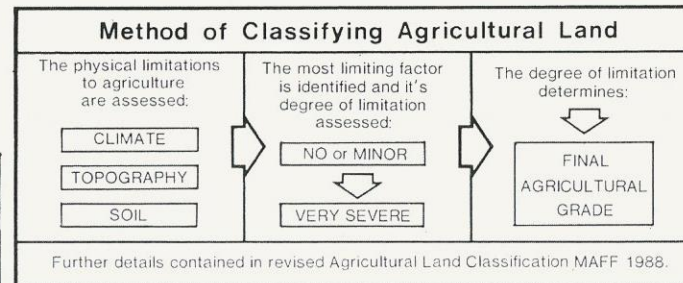 Method of Classifying Agricultural Land
The physical limitations
to agriculture
are assessed:
CLIMATE
TOPOGRAPHY
SOIL
The most limiting factor
is identified and it's
degree of limitation
assessed:
NO or MINOR
VERY SEVERE
The degree of limitation
determines:
FINAL
AGRICULTURAL
GRADE
Further details contained in revised Agricultural Land Classification MAFF 1988.